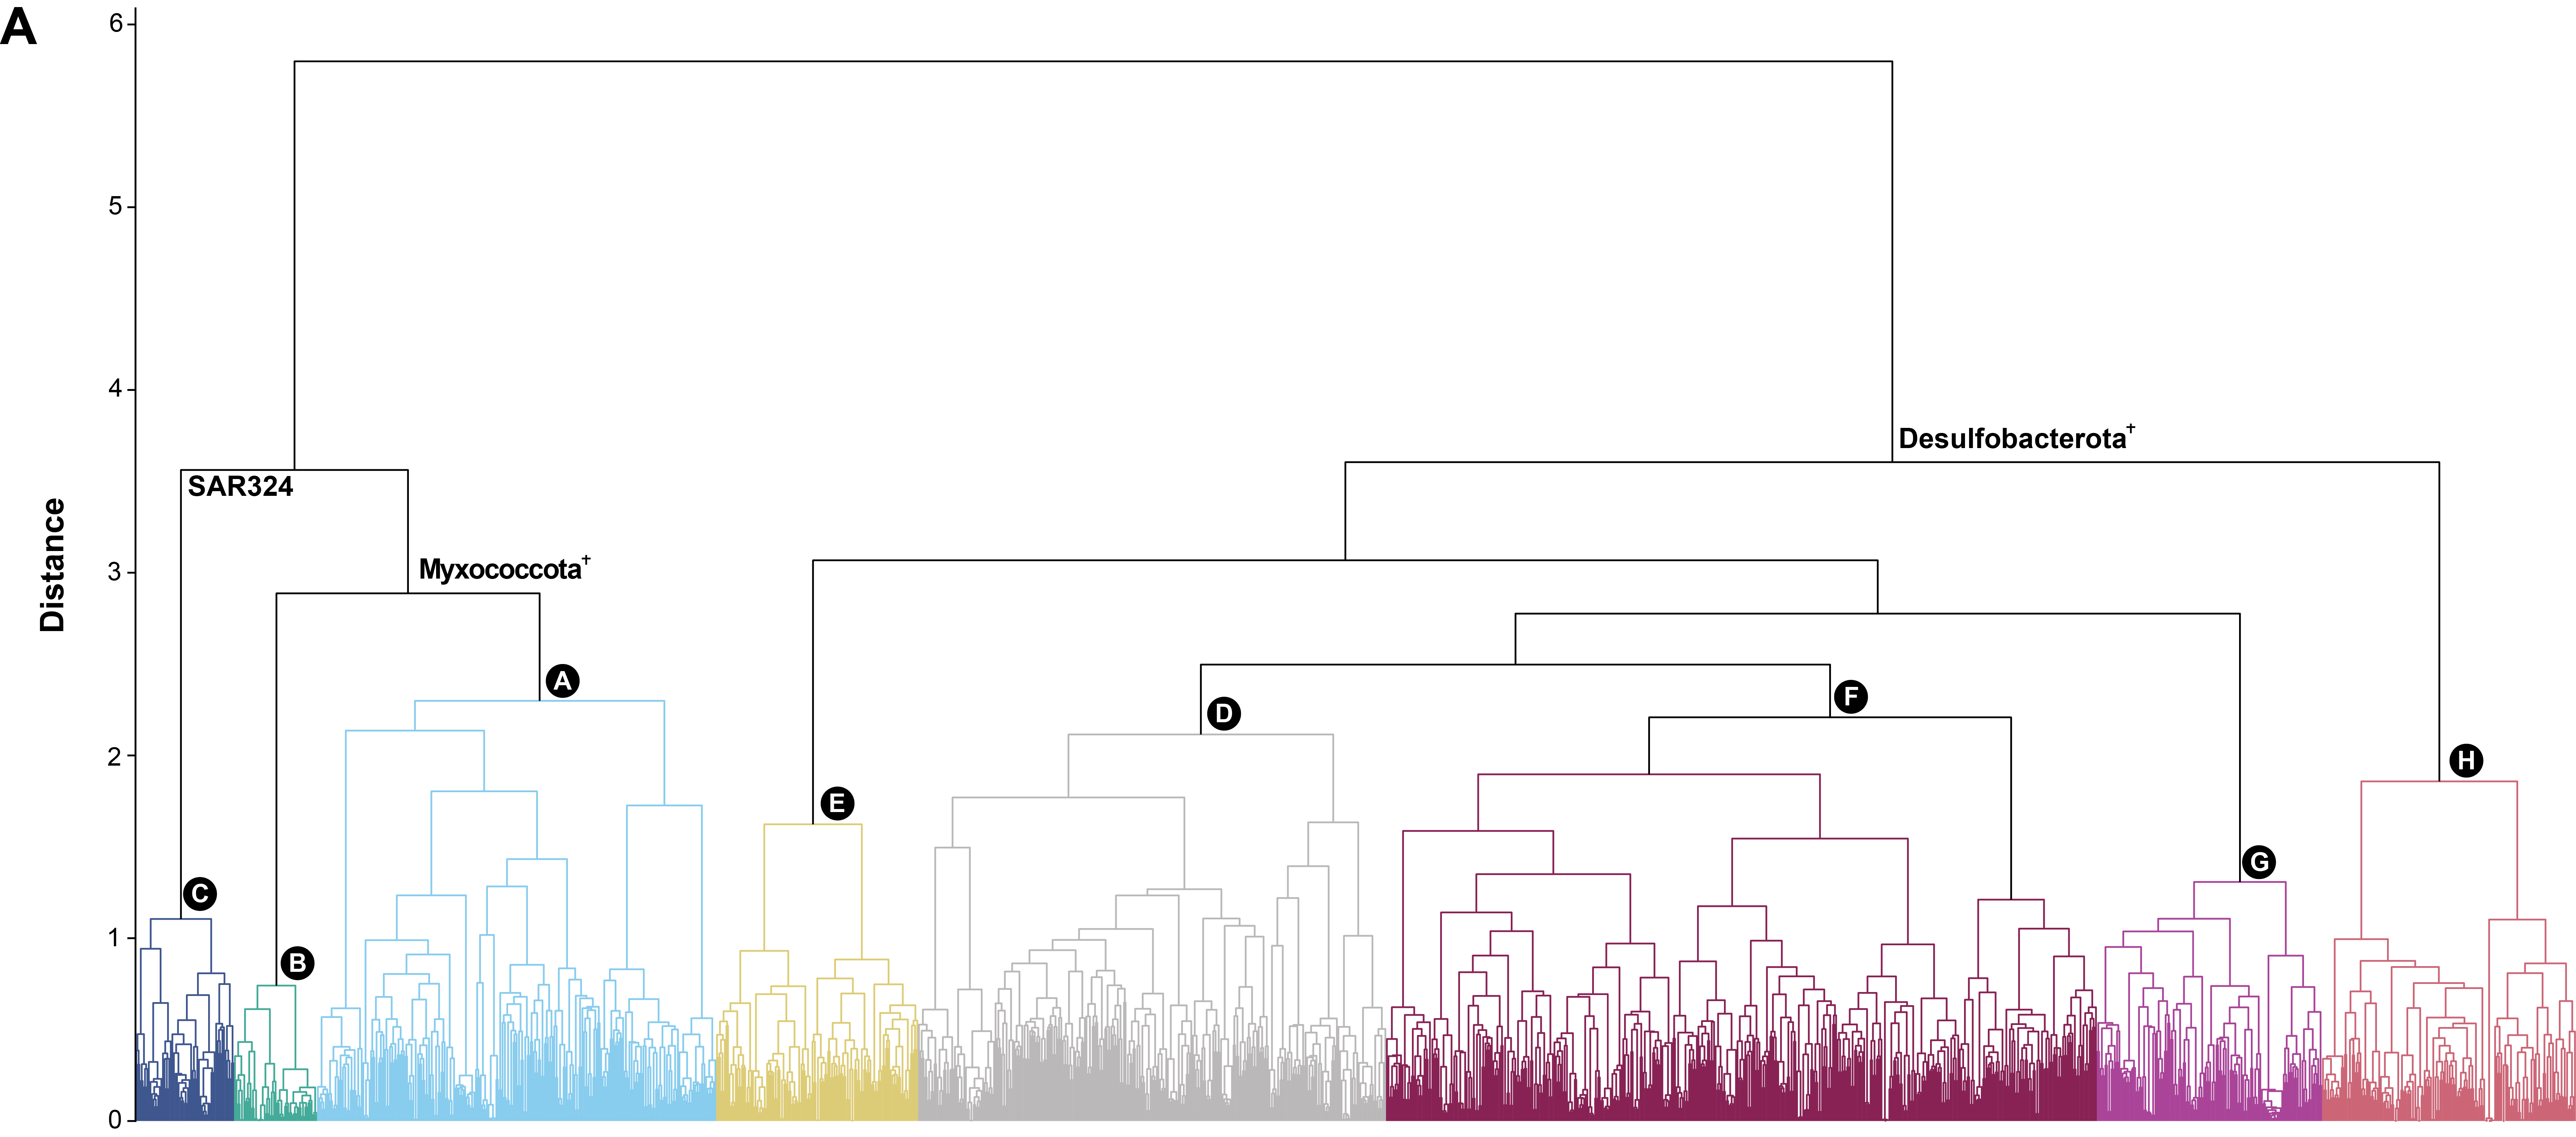 A
6
5
4
3
2
1
0
Distance
SAR324
Myxococcota⁺
Desulfobacterota⁺
A
B
C
D
E
F
G
H